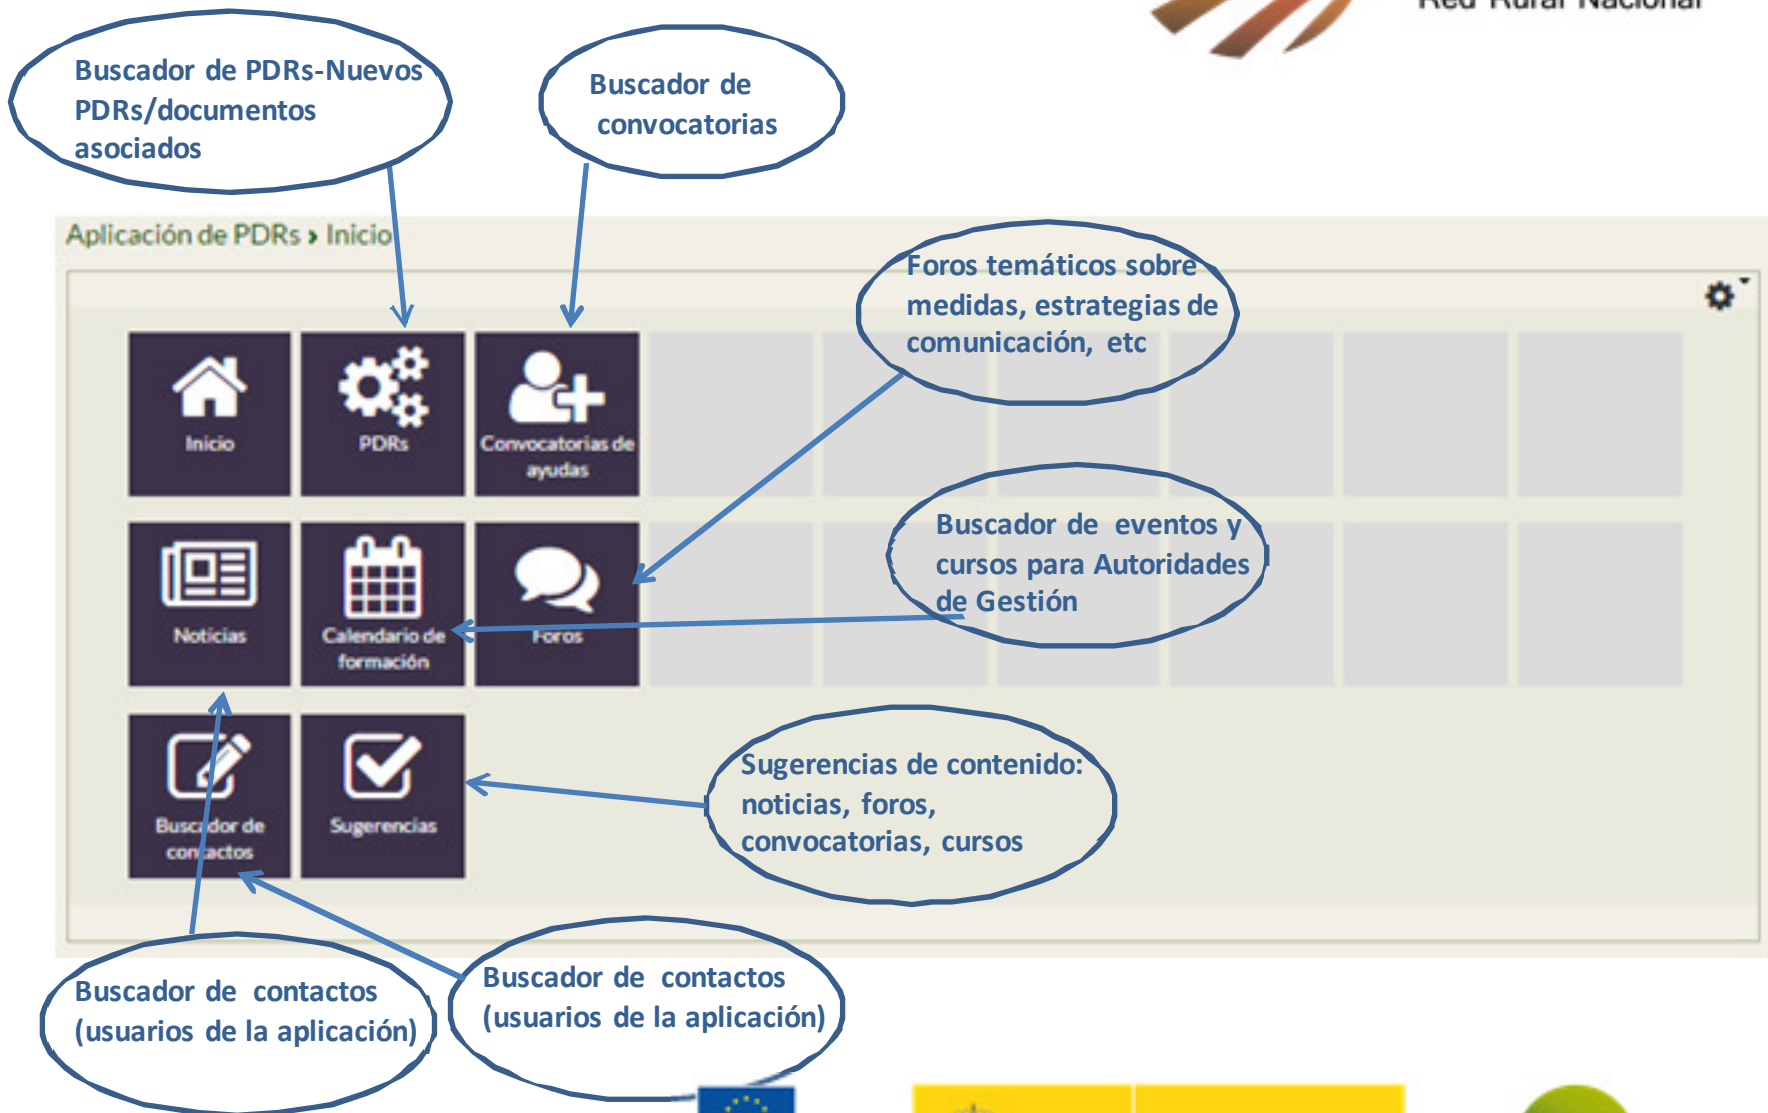 Red Rural Nacional
Buscador de PDRs-Nuevos
PDRs/documentos
asociados
Buscador de
convocatorias
Aplicación de PDRs › Inicio
Foros temáticos sobre
medidas, estrategias de
comunicación, etc
Inicio
PDRs
Convocatorias de
ayudas
Buscador de eventos y
cursos para Autoridades
de Gestión
Noticias
Calendario de
formación
Foros
Sugerencias de contenido:
noticias, foros,
convocatorias, cursos
Buscador de
contactos
Sugerencias
Buscador de contactos
(usuarios de la aplicación)
Buscador de contactos
(usuarios de la aplicación)